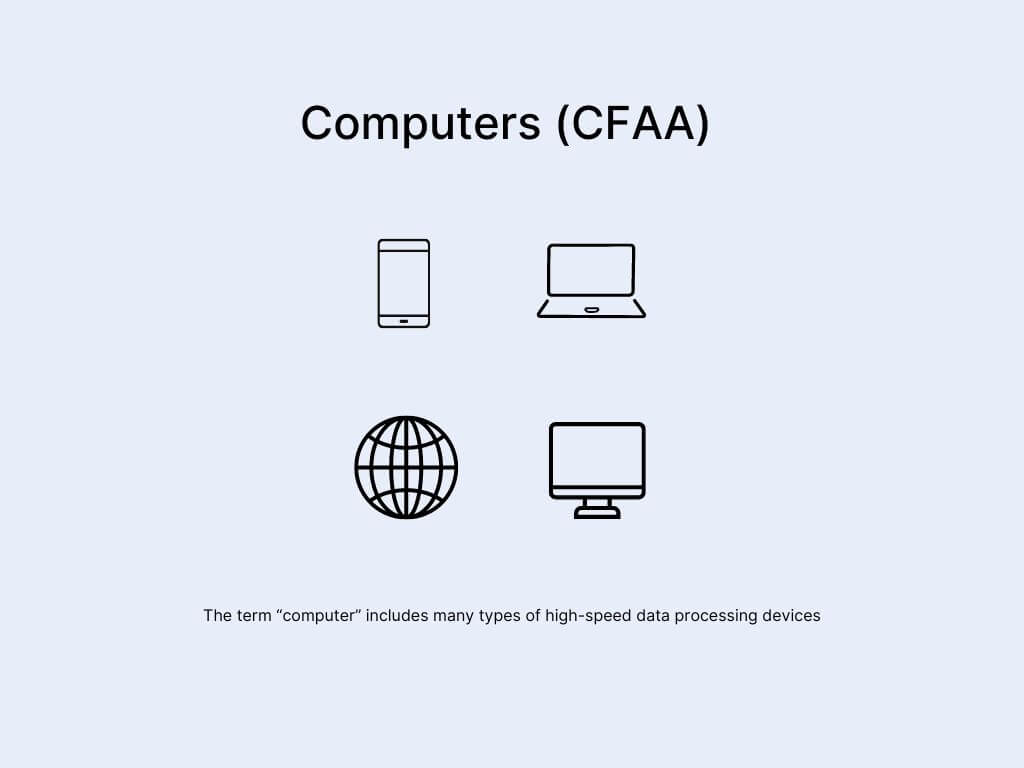 Computers (CFAA)
The term “computer” includes many types of high-speed data processing devices